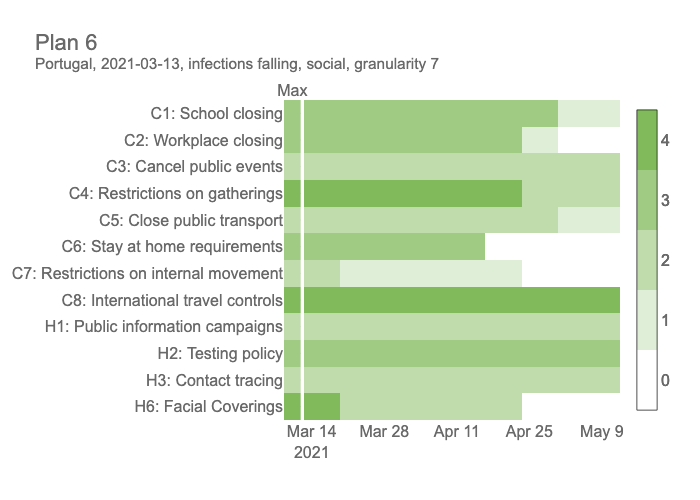 Plan 6
Portugal, 2021-03-13, infections falling, social, granularity 7
Max
C1: School closing
C2: Workplace closing
C3: Cancel public events
C4: Restrictions on gatherings
C5: Close public transport
C6: Stay at home requirements
C7: Restrictions on internal movement
C8: International travel controls
H1: Public information campaigns
H2: Testing policy
H3: Contact tracing
H6: Facial Coverings
4
3
2
1
0
Mar 14 Mar 28 Apr 11 Apr 25 May 9
2021